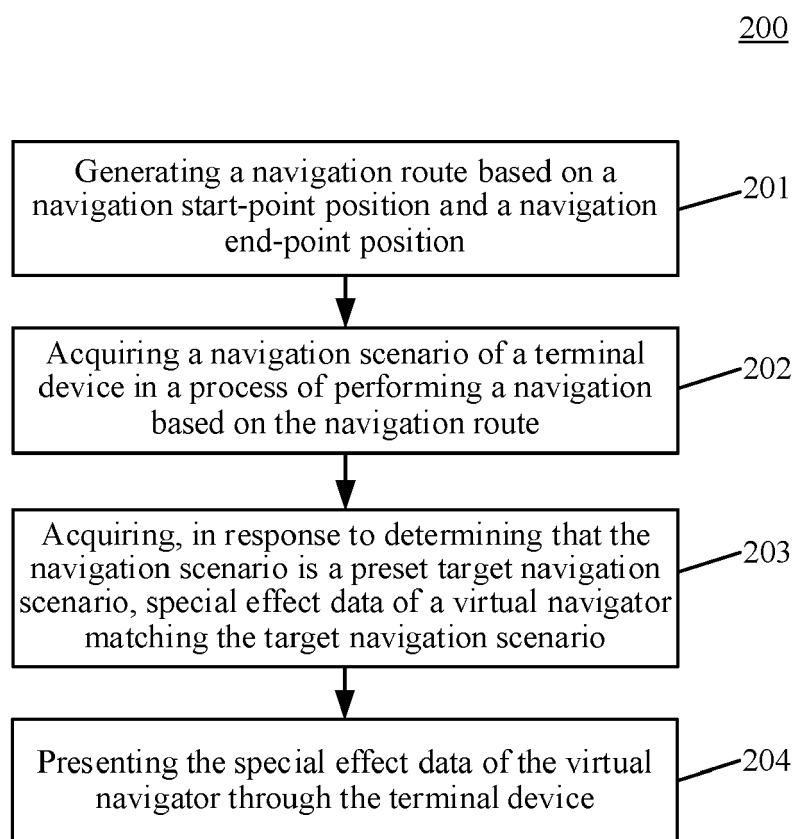 200
Generating a navigation route based on a
navigation start-point position and a navigation
end-point position
201
Acquiring a navigation scenario of a terminal
device in a process of performing a navigation
based on the navigation route
202
Acquiring, in response to determining that the
navigation scenario is a preset target navigation
scenario, special effect data of a virtual navigator
matching the target navigation scenario
203
Presenting the special effect data of the virtual
navigator through the terminal device
204